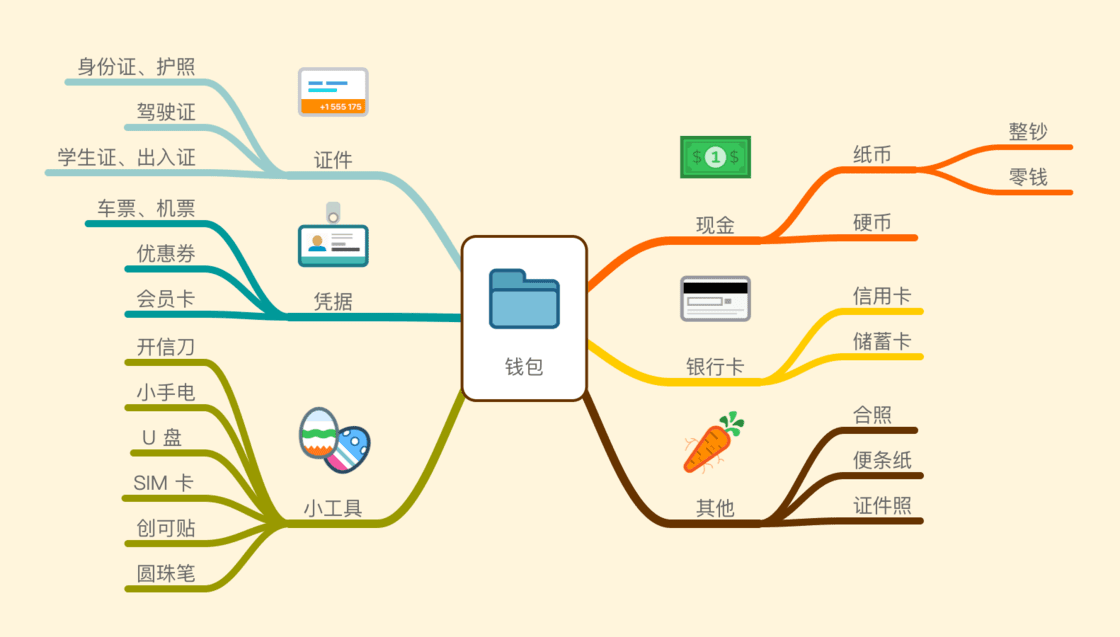 身份证、护照
驾驶证
学生证、出入证
+1 555 175
证件
车票、机票
优惠券
会员卡
凭据
开信刀
小手电
U 盘
SIM 卡
创可贴
圆珠笔
小工具
钱包
$ 1 $
现金
纸币
整钞
零钱
硬币
银行卡
信用卡
储蓄卡
其他
合照
便条纸
证件照